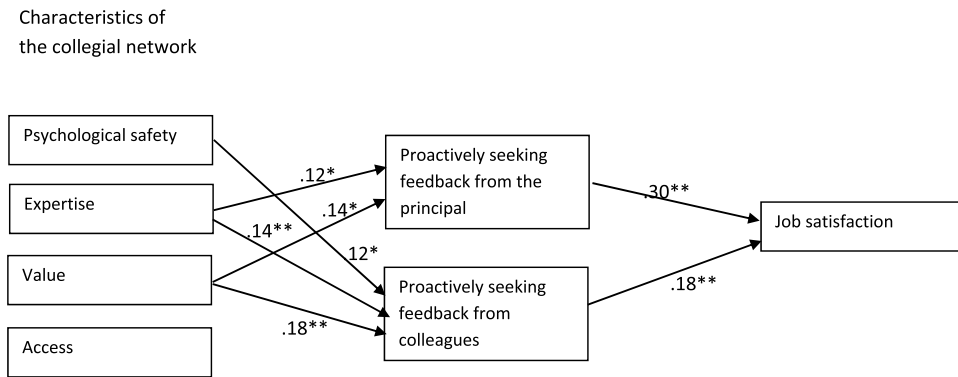 Characteristics of
the collegial network
Psychological safety
Expertise
Value
Access
.12*
.14*
.14**
12*
.18**
Proactively seeking
feedback from the
principal
Proactively seeking
feedback from
colleagues
.30**
.18**
Job satisfaction